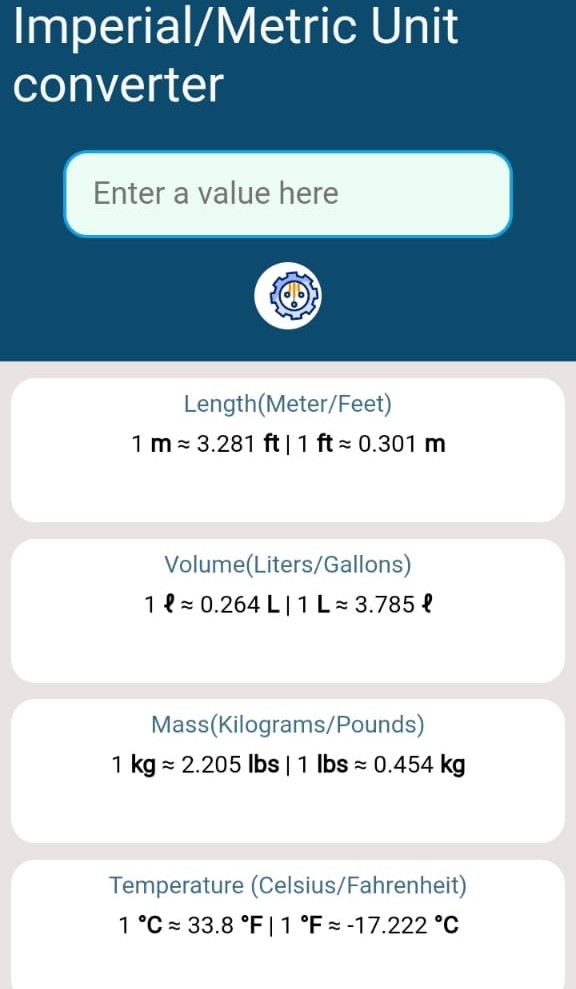 Imperial/Metric Unit
converter
Enter a value here
Length(Meter/Feet)
1 m ≈ 3.281 ft | 1 ft ≈ 0.301 m
Volume(Liters/Gallons)
1 ℓ ≈ 0.264 L | 1 L ≈ 3.785 ℓ
Mass(Kilograms/Pounds)
1 kg ≈ 2.205 lbs | 1 lbs ≈ 0.454 kg
Temperature (Celsius/Fahrenheit)
1 °C ≈ 33.8 °F | 1 °F ≈ -17.222 °C